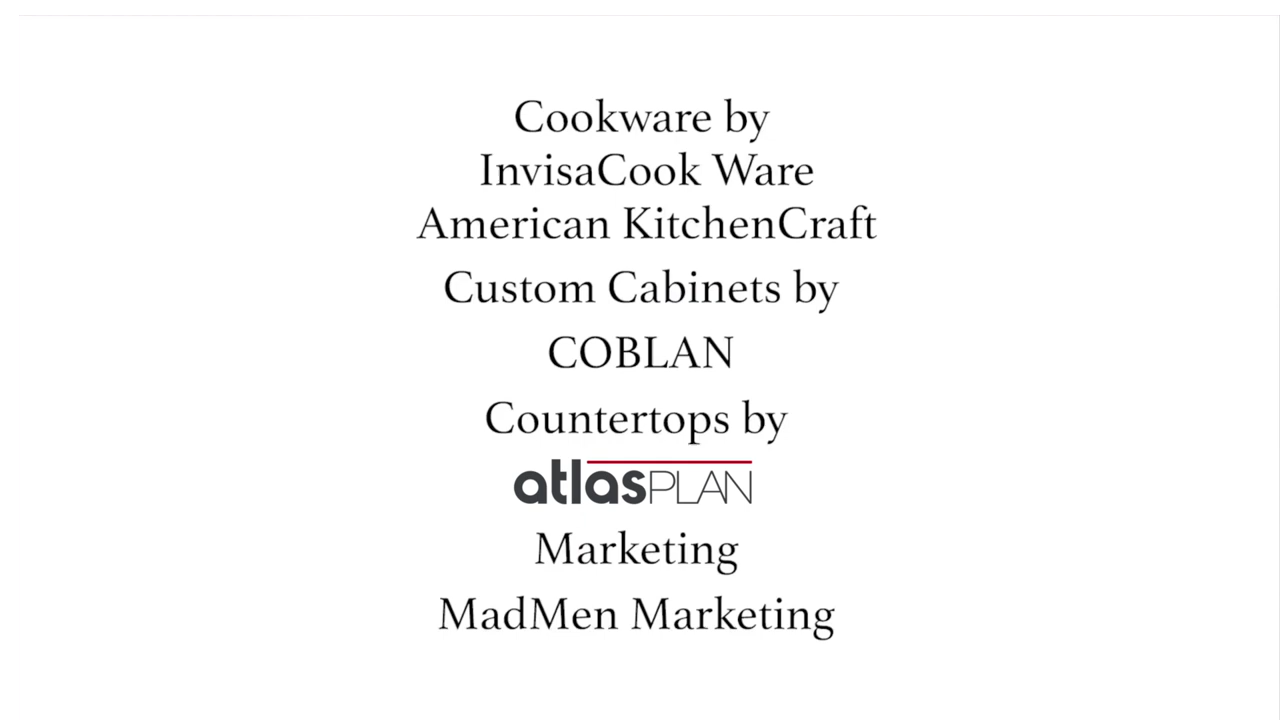 Cookware by
InvisaCook Ware
American KitchenCraft
Custom Cabinets by
COBLAN
Countertops by
atlasPLAN
Marketing
MadMen Marketing